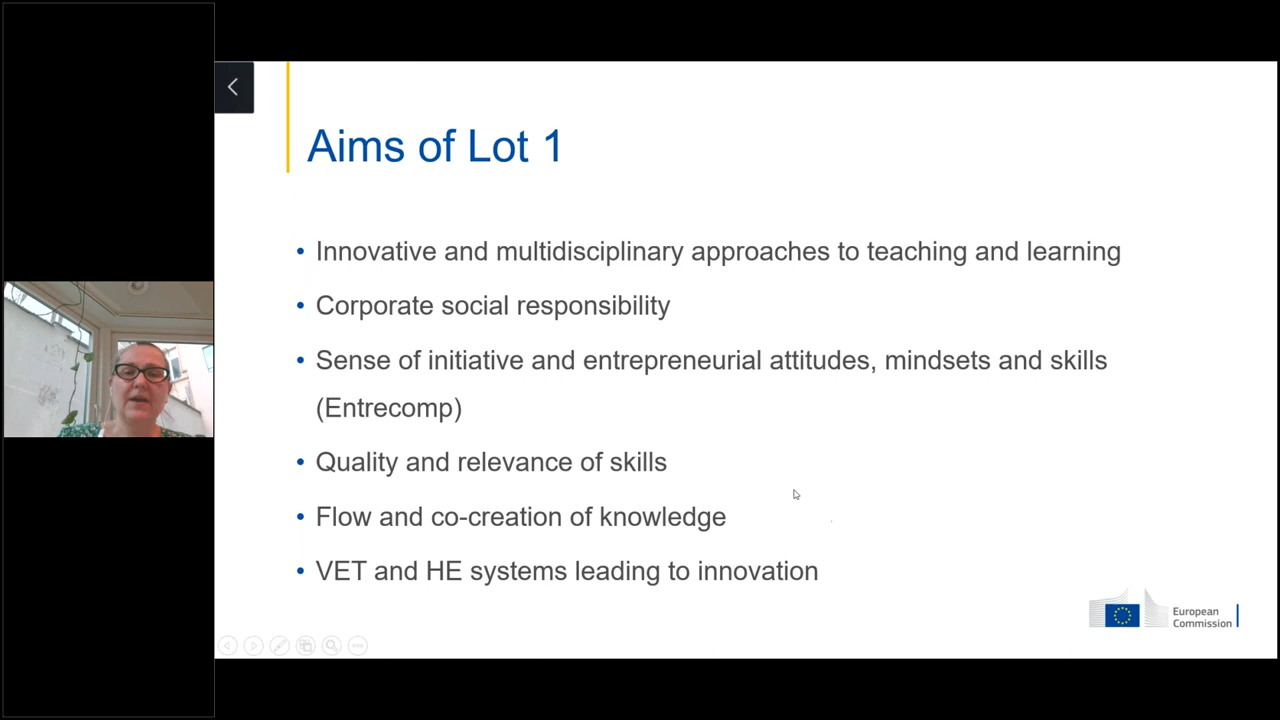 Aims of Lot 1
• Innovative and multidisciplinary approaches to teaching and learning
• Corporate social responsibility
• Sense of initiative and entrepreneurial attitudes, mindsets and skills
(Entrecomp)
• Quality and relevance of skills
• Flow and co-creation of knowledge
• VET and HE systems leading to innovation
European
Commission